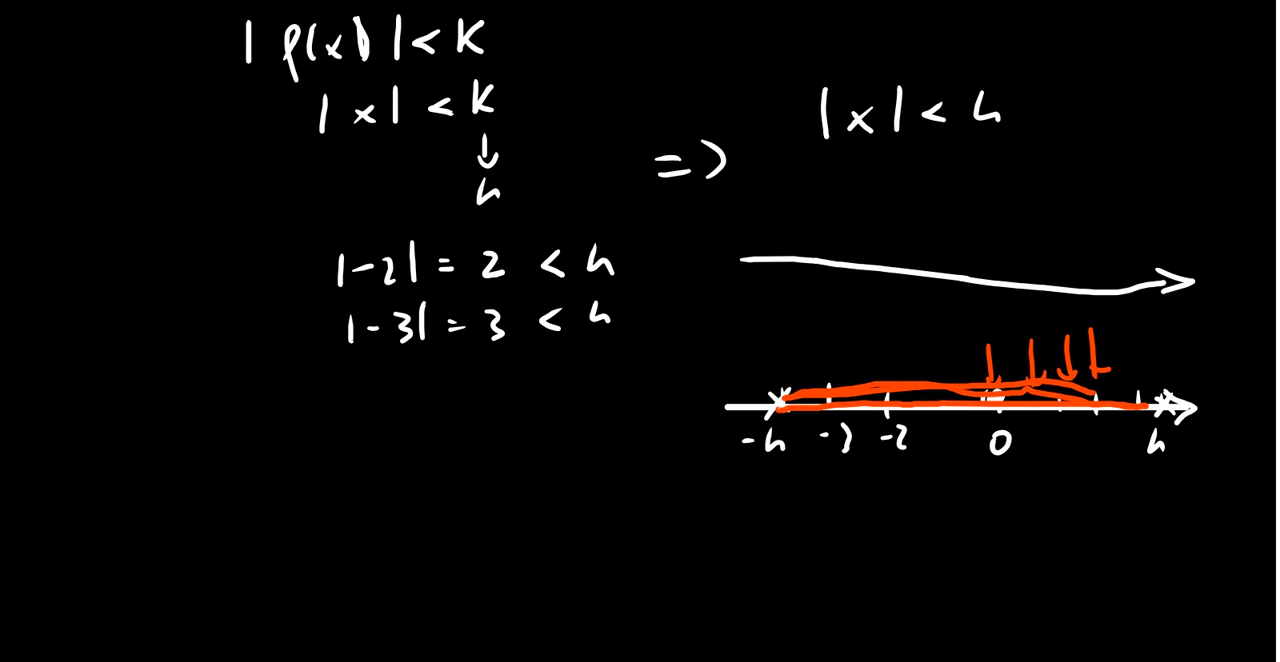 |f(x)| < K
|x| < K
↓
4
=> |x| < 4
|-2| = 2 < 4
|-3| = 3 < 4
-4 -3 -2 0 4